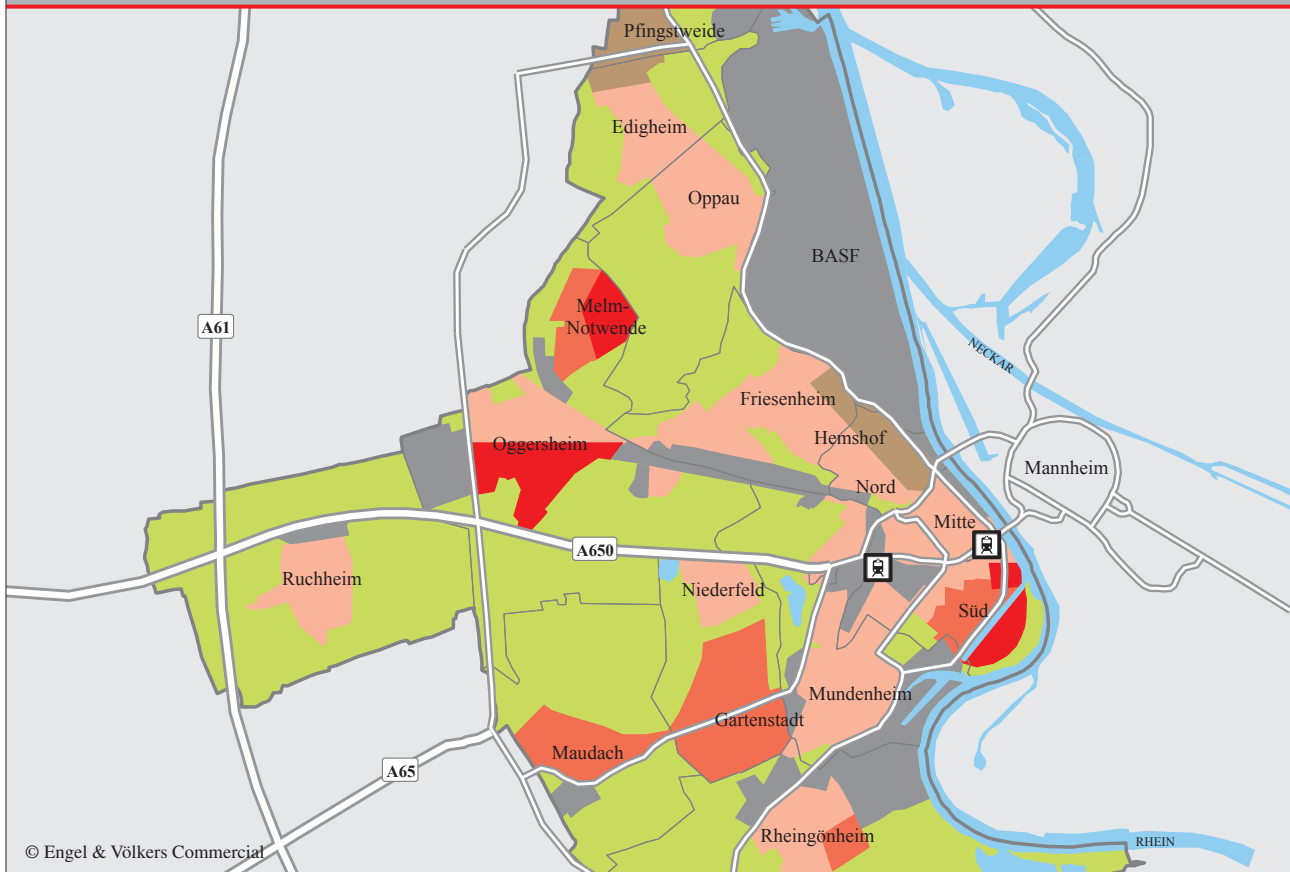 Pfingstweide
Edigheim
Oppau
BASF
Melm-
Notwende
A61
NECKAR
Friesenheim
Hemshof
Oggersheim
Mannheim
Nord
Mitte
A650
Ruchheim
Niederfeld
Süd
Mundenheim
Gartenstadt
Maudach
A65
Rheingönheim
RHEIN
© Engel & Völkers Commercial